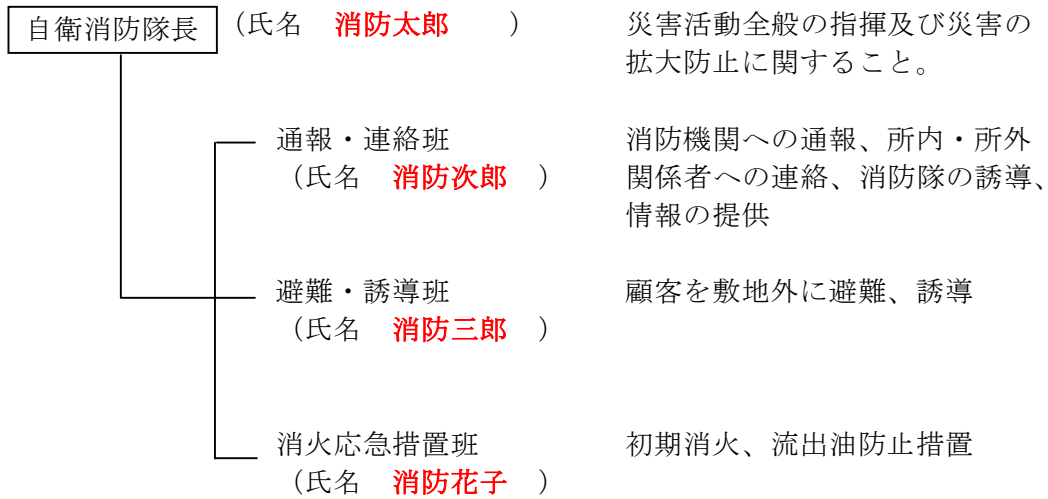 自衛消防隊長 (氏名 消防太郎 ) 災害活動全般の指揮及び災害の
拡大防止に関すること。
通報・連絡班 消防機関への通報、所内・所外
(氏名 消防次郎 ) 関係者への連絡、消防隊の誘導、
情報の提供
避難・誘導班 顧客を敷地外に避難、誘導
(氏名 消防三郎 )
消火応急措置班 初期消火、流出油防止措置
(氏名 消防花子 )